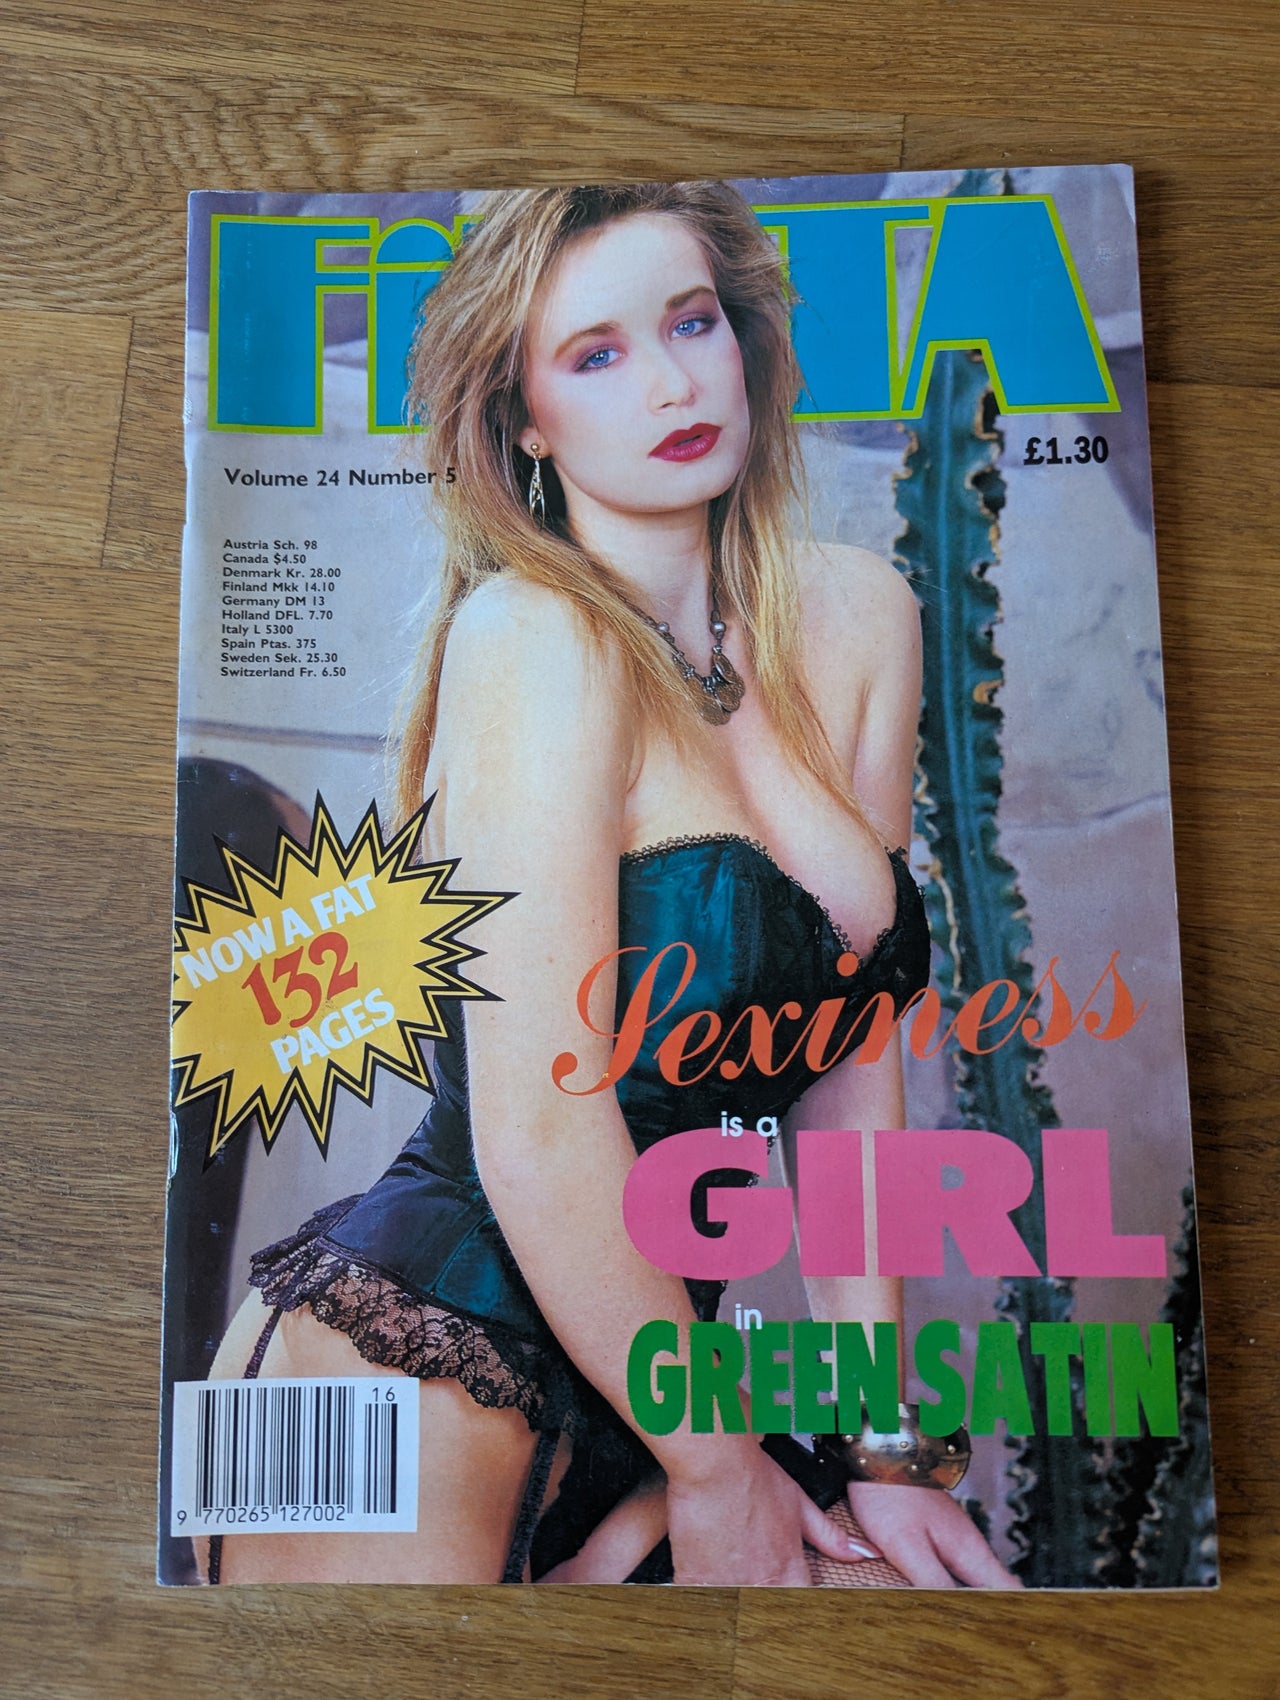 FiESTA
£1.30
Volume 24 Number 5
Austria Sch. 98
Canada $4.50
Denmark Kr. 28.00
Finland Mkk 14.10
Germany DM 13
Holland DFL. 7.70
Italy L 5300
Spain Ptas. 375
Sweden Sek. 25.30
Switzerland Fr. 6.50
NOW A FAT
132
PAGES
Sexiness
is a
GIRL
in
GREEN SATIN
16
9 770265 127002